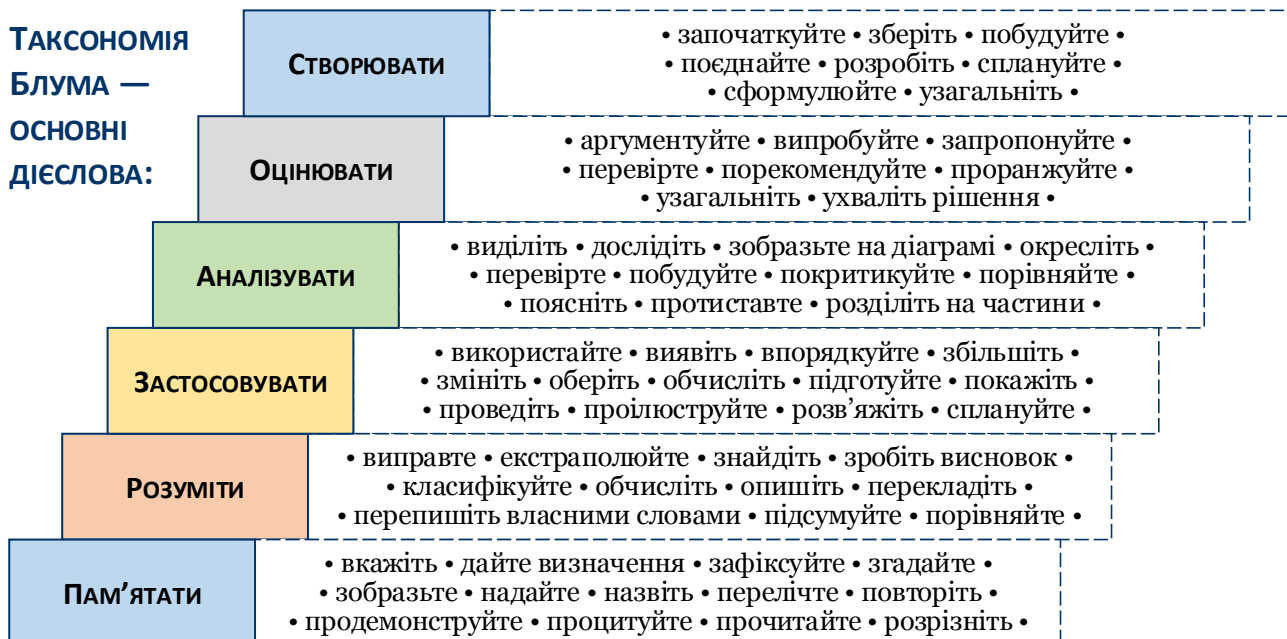 ТАКСОНОМІЯ
БЛУМА —
ОСНОВНІ
ДІЄСЛОВА:
СТВОРЮВАТИ
• започаткуйте • зберіть • побудуйте •
• поєднайте • розробіть • сплануйте •
• сформулюйте • узагальніть •
ОЦІНЮВАТИ
• аргументуйте • випробуйте • запропонуйте •
• перевірте • порекомендуйте • проранжуйте •
• узагальніть • ухваліть рішення •
АНАЛІЗУВАТИ
• виділіть • дослідіть • зобразьте на діаграмі • окресліть •
• перевірте • побудуйте • покритикуйте • порівняйте •
• поясніть • протиставте • розділіть на частини •
ЗАСТОСОВУВАТИ
• використайте • виявіть • впорядкуйте • збільшіть •
• змініть • оберіть • обчисліть • підготуйте • покажіть •
• проведіть • проілюструйте • розв’яжіть • сплануйте •
РОЗУМІТИ
• виправте • екстраполюйте • знайдіть • зробіть висновок •
• класифікуйте • обчисліть • опишіть • перекладіть •
• перепишіть власними словами • підсумуйте • порівняйте •
ПАМ’ЯТАТИ
• вкажіть • дайте визначення • зафіксуйте • згадайте •
• зобразьте • надайте • назвіть • перелічте • повторіть •
• продемонструйте • процитуйте • прочитайте • розрізніть •